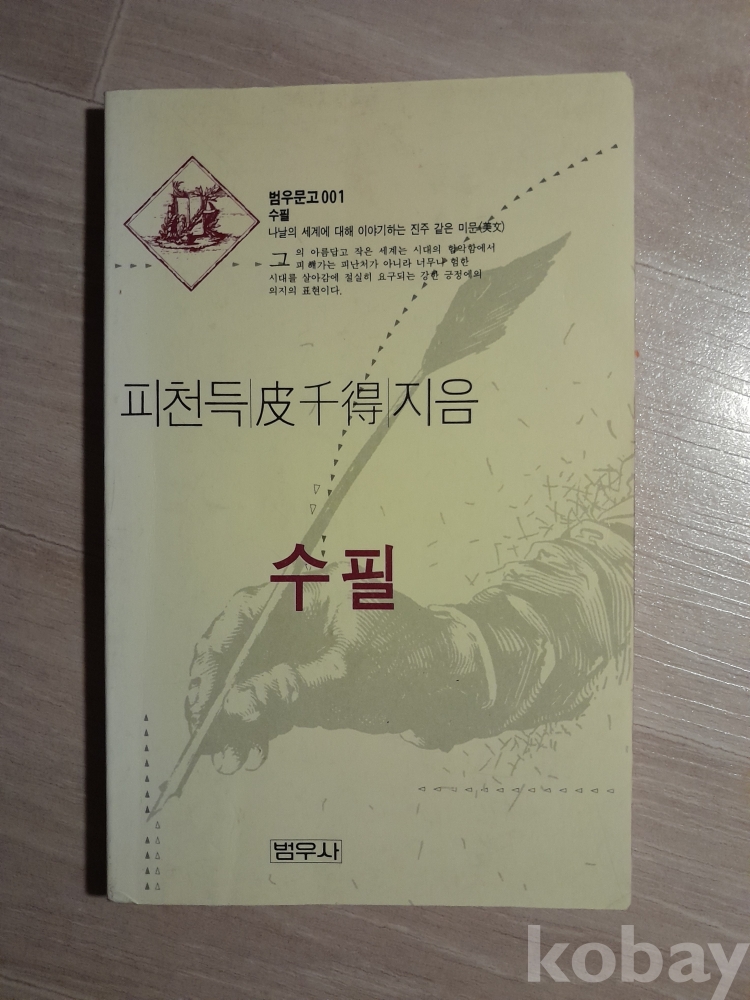 범우문고 001
수필
나날의 세계에 대해 이야기하는 진주 같은 미문(美文)
그의 아름답고 작은 세계는 시대의 험악함에서
피해가는 피난처가 아니라 너무나 험한
시대를 살아감에 절실히 요구되는 강한 긍정에의
의지의 표현이다.
피천득|皮千得|지음
수필
범우사
kobay